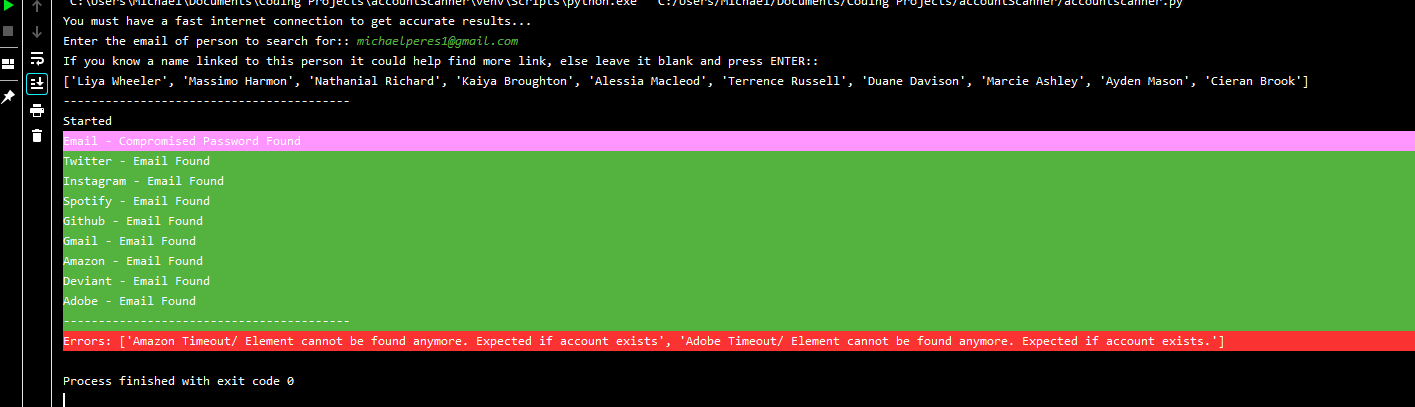 "C:\Users\Michael\Documents\Coding Projects\accountScanner\venv\Scripts\python.exe" "C:/Users/Michael/Documents/Coding Projects/accountScanner/accountscanner.py"
You must have a fast internet connection to get accurate results...
Enter the email of person to search for:: michaelperes1@gmail.com
If you know a name linked to this person it could help find more link, else leave it blank and press ENTER::
['Liya Wheeler', 'Massimo Harmon', 'Nathanial Richard', 'Kaiya Broughton', 'Alessia Macleod', 'Terrence Russell', 'Duane Davison', 'Marcie Ashley', 'Ayden Mason', 'Cieran Brook']
-----------------------------------------
Started
Email - Compromised Password Found
Twitter - Email Found
Instagram - Email Found
Spotify - Email Found
Github - Email Found
Gmail - Email Found
Amazon - Email Found
Deviant - Email Found
Adobe - Email Found
-----------------------------------------
Errors: ['Amazon Timeout/ Element cannot be found anymore. Expected if account exists', 'Adobe Timeout/ Element cannot be found anymore. Expected if account exists.']
Process finished with exit code 0